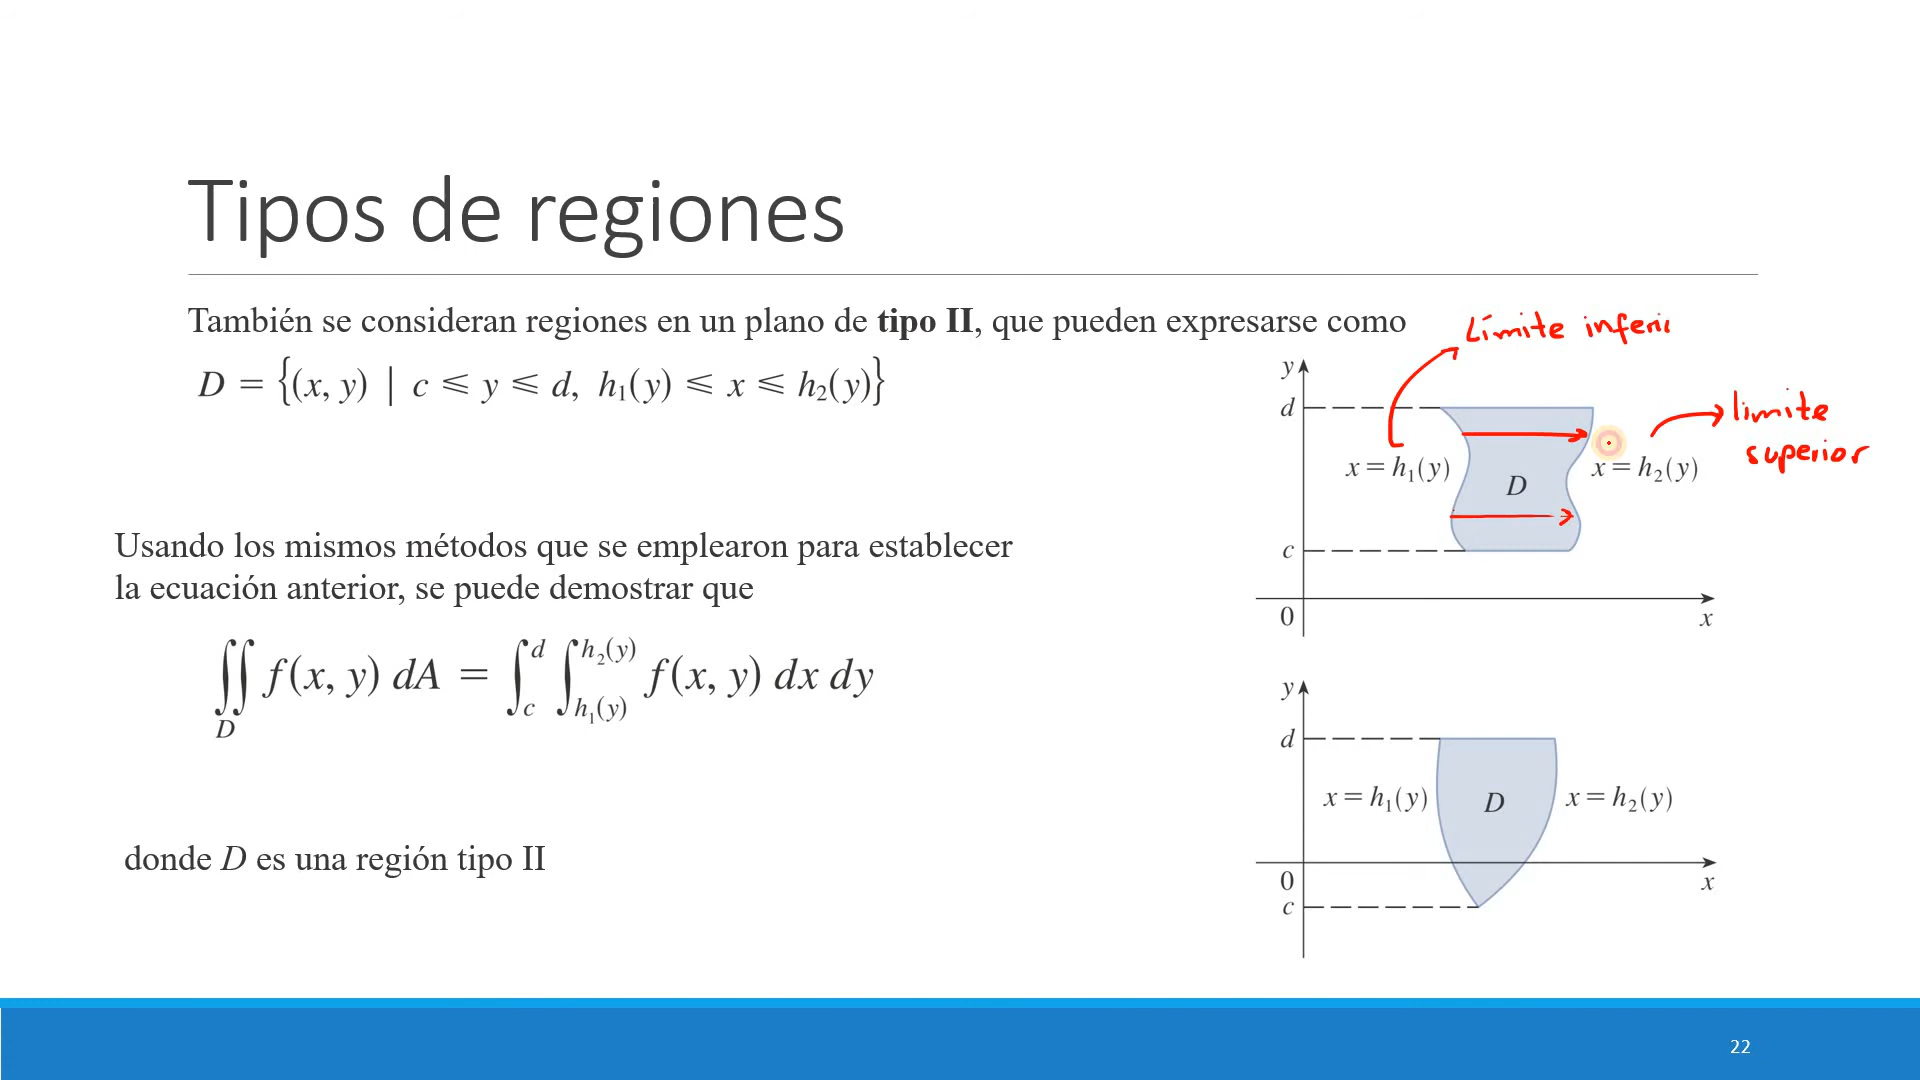 Tipos de regiones
También se consideran regiones en un plano de tipo II, que pueden expresarse como
D = {(x, y) | c ⩽ y ⩽ d, h₁(y) ⩽ x ⩽ h₂(y)}
Usando los mismos métodos que se emplearon para establecer
la ecuación anterior, se puede demostrar que
∬_D f(x, y) dA = ∫_c^d ∫_{h₁(y)}^{h₂(y)} f(x, y) dx dy
donde D es una región tipo II
Límite inferi
limite
superior
y
d
x = h₁(y)
D
x = h₂(y)
c
0
x
y
d
x = h₁(y)
D
x = h₂(y)
0
x
c
22